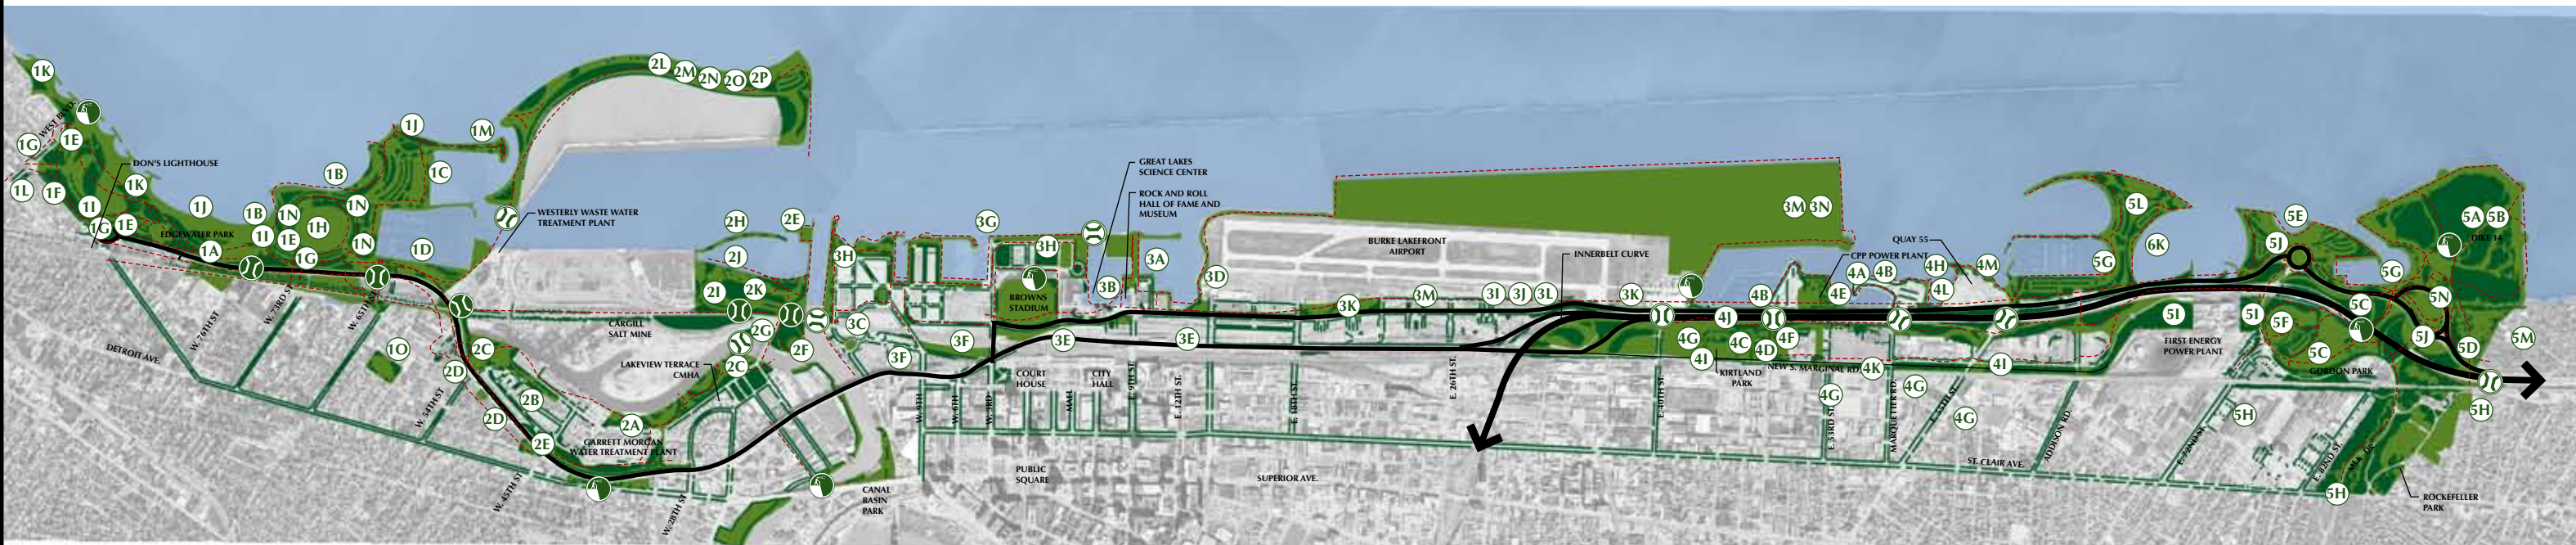 1K
WEST BLVD.
1E
1G
1L
1F
1K
1I
1G
1E
DON'S LIGHTHOUSE
EDGEWATER PARK
1J
1A
1B
1I
1N
1E
1H
1G
1B
1N
1N
1J
1C
1M
1D
WESTERLY WASTE WATER
TREATMENT PLANT
2L
2M
2N
2O
2P
2H
2E
2J
2I
2K
2G
2F
2C
CARGILL
SALT MINE
LAKEVIEW TERRACE
CMHA
1O
2C
2D
2B
2D
2E
2A
GARRETT MORGAN
WATER TREATMENT PLANT
DETROIT AVE.
W. 76TH ST
W. 73RD ST
W. 65TH ST
W. 54TH ST
W. 45TH ST
W. 28TH ST
CANAL
BASIN
PARK
3H
3C
3F
3F
3G
3H
BROWNS
STADIUM
3B
3A
3D
3E
3E
GREAT LAKES
SCIENCE CENTER
ROCK AND ROLL
HALL OF FAME AND
MUSEUM
W. 9TH
W. 6TH
W. 3RD
COURT
HOUSE
MALL
CITY
HALL
E. 9TH ST.
E. 12TH ST.
E. 18TH ST.
PUBLIC
SQUARE
SUPERIOR AVE.
BURKE LAKEFRONT
AIRPORT
3K
3M
3I
3J
3L
3K
INNERBELT CURVE
E. 26TH ST.
3M
3N
E. 40TH ST.
4G
4I
4J
4B
4C
4D
4F
KIRTLAND
PARK
NEW S. MARGINAL RD.
CPP POWER PLANT
QUAY 55
4A
4B
4E
4H
4L
4M
4K
4G
4G
4G
4I
E. 53RD ST.
MARQUETTE RD.
E. 55TH ST.
ADDISON RD.
ST. CLAIR AVE.
5L
5G
6K
5I
FIRST ENERGY
POWER PLANT
5E
5J
5I
5F
5C
5C
5G
5A
5B
DIKE 14
5N
5J
5D
5M
GORDON PARK
5H
5H
5H
E. 72ND ST.
E. 82ND ST.
MLK DR.
ROCKEFELLER
PARK